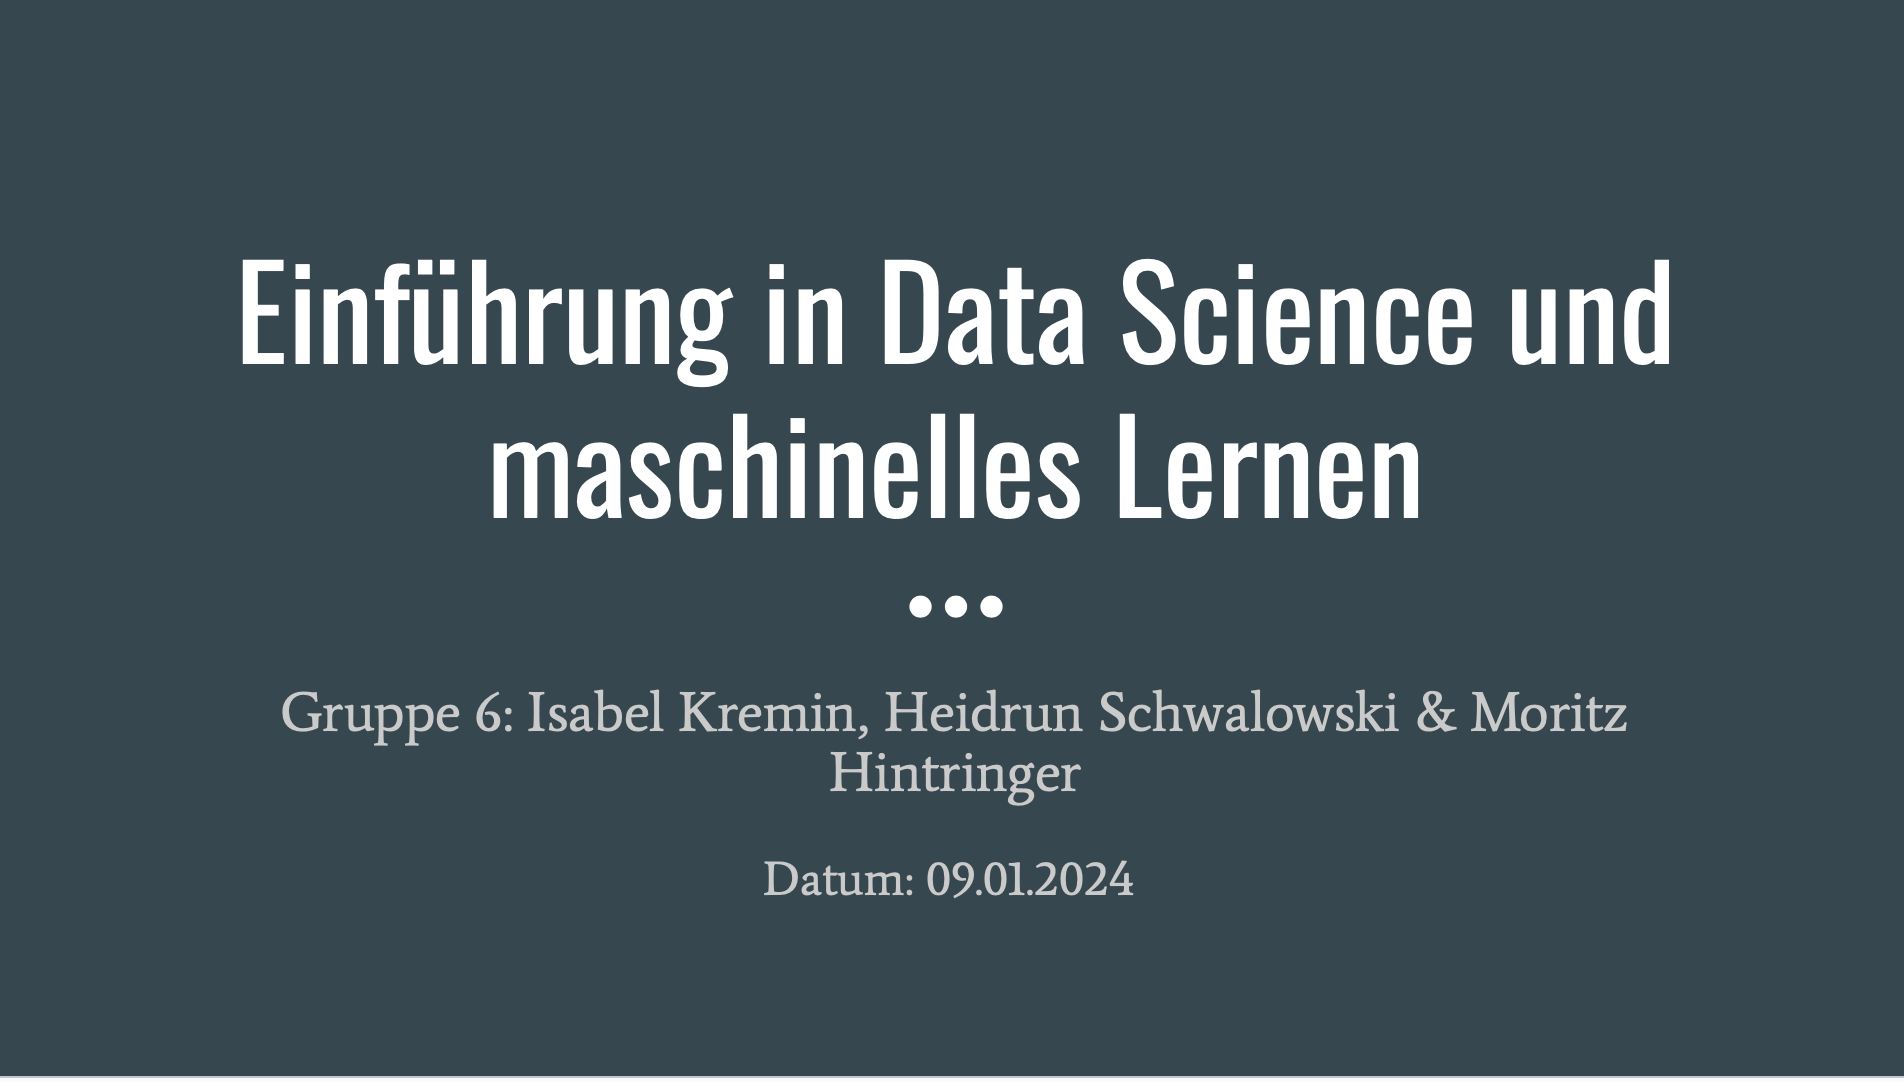 Einführung in Data Science und
maschinelles Lernen
Gruppe 6: Isabel Kremin, Heidrun Schwalowski & Moritz
Hintringer
Datum: 09.01.2024